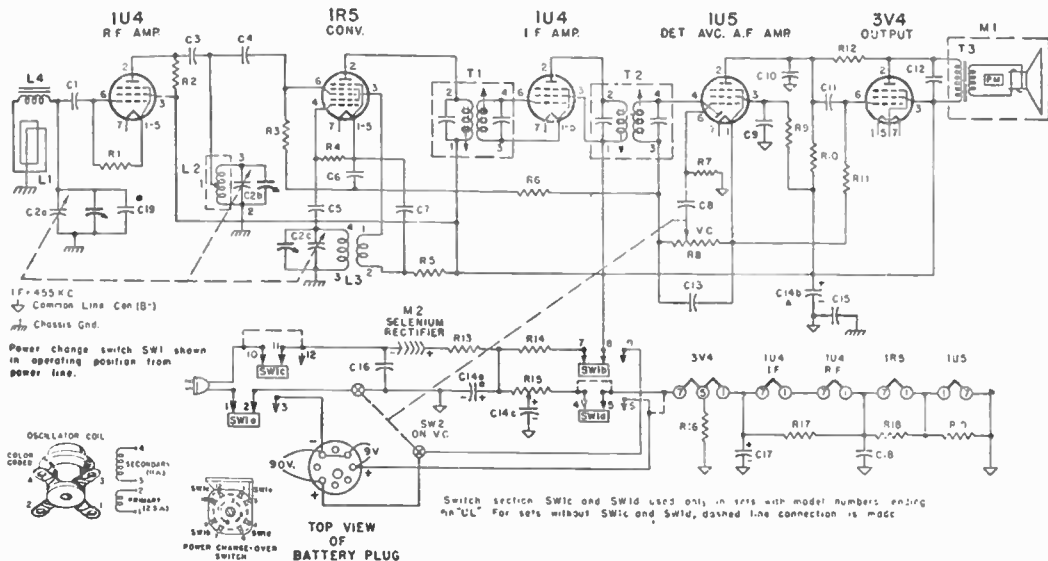 1U4
R.F AMP.
1R5
CONV.
1U4
I.F AMP.
1U5
DET AVC. A.F AMR
3V4
OUTPUT
M1
L4
C1
R1
L1
C2a
C19
C3
R2
C4
L2
C2b
R3
R4
C6
C5
C7
C2c
L3
R5
T1
R6
T2
C10
C9
R7
C8
V C
R8
C13
R9
R10
C11
R11
R12
C12
T3
P.M
C14b
C15
I F = 455 K C
Common Line Con (B-)
Chassis Gnd.
Power change switch SW1 shown
in operating position from
power line.
M2
SELENIUM
RECTIFIER
R13
R14
R15
C16
C14a
C14c
SW1c
SW1a
SW1b
SW1d
SW2
ON V.C
90V.
9V
3V4
1U4
I.F
1U4
R.F
1R5
1U5
R16
R17
R18
C17
C18
OSCILLATOR COIL
COLOR
CODED
SECONDARY
PRIMARY
POWER CHANGE-OVER
SWITCH
TOP VIEW
OF
BATTERY PLUG
Switch section SW1c and SW1d used only in sets with model numbers ending
in "UL" For sets without SW1c and SW1d, dashed line connection is made